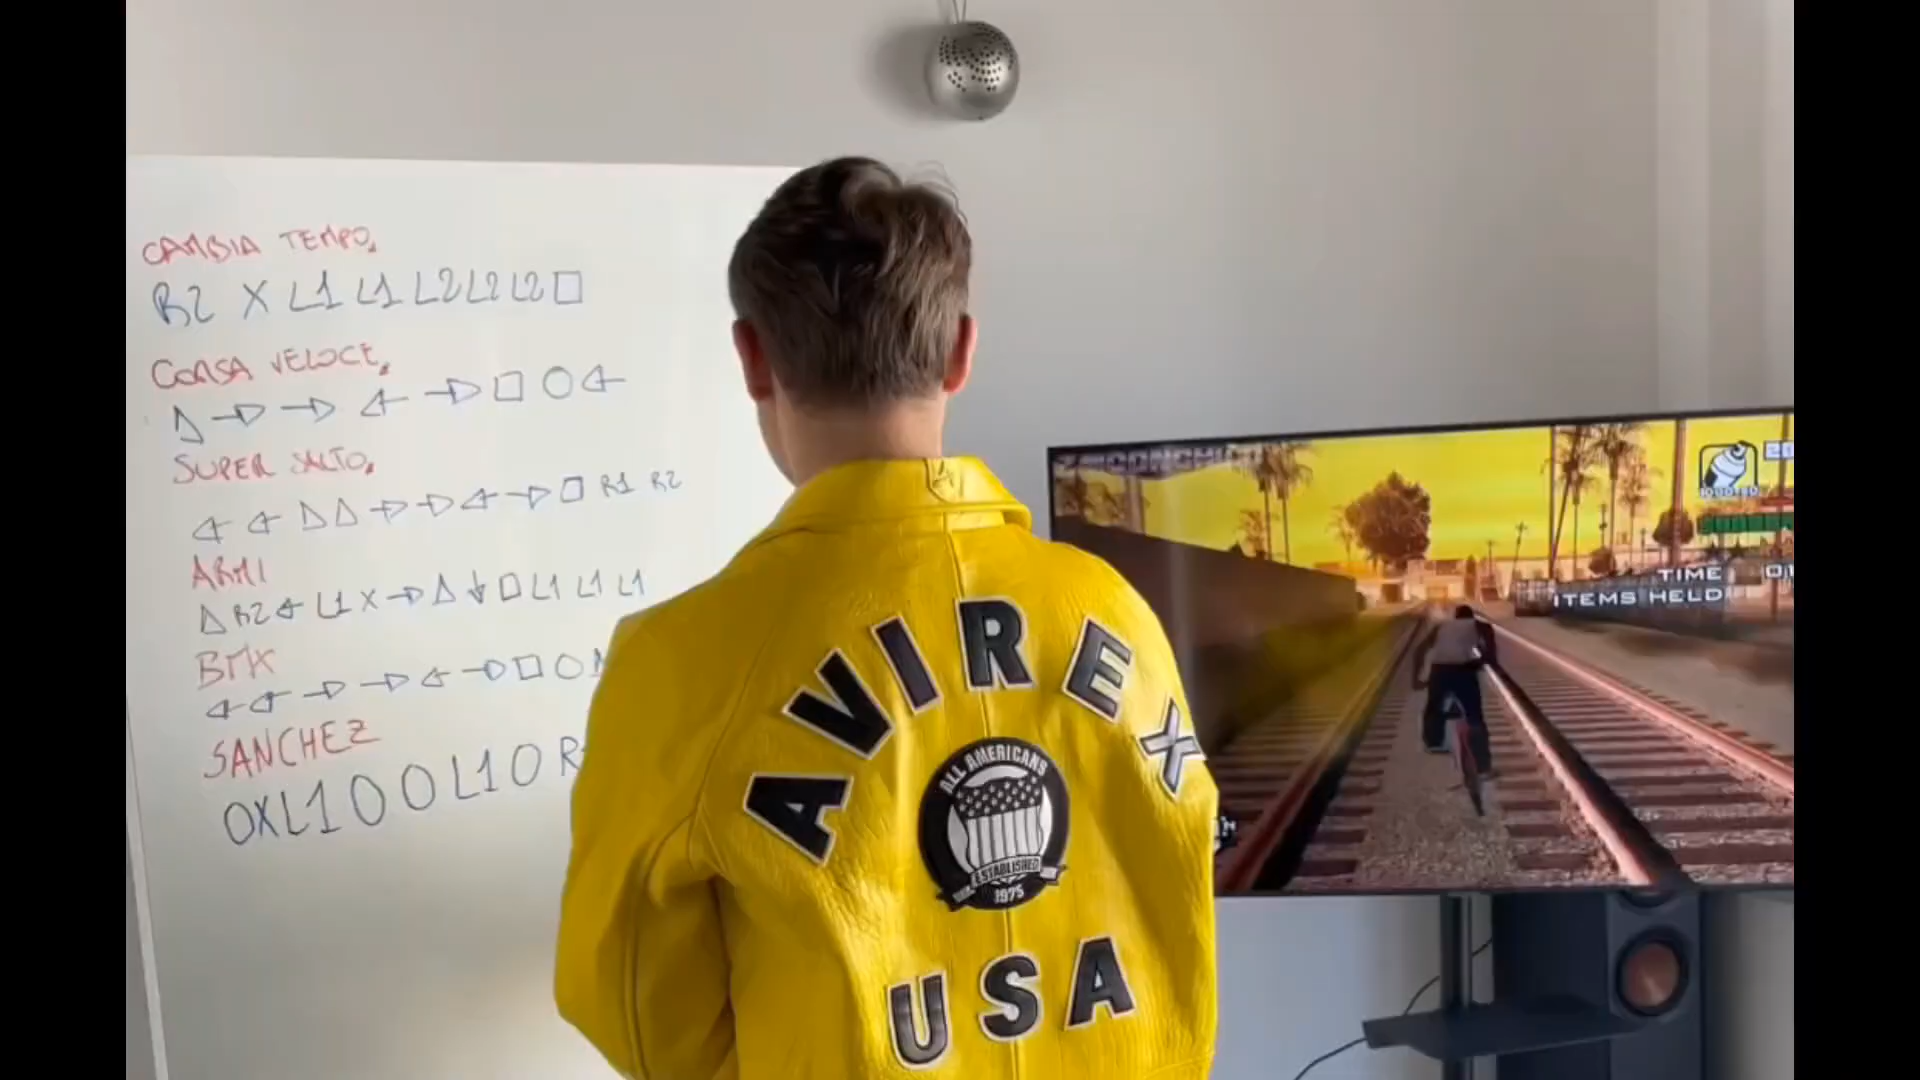 CAMBIA TEMPO
R2 X L1 L1 L2 L2 L2 □
CORSA VELOCE
△ → → ← → □ ○ ←
SUPER SALTO
← ← △ △ → → ← → □ R1 R2
ARMI
△ R2 ← L1 X → △ ↓ □ L1 L1 L1
BMX
← ← → → ← → □ ○ △
SANCHEZ
O X L1 O O L1 O R
AVIREX
ALL AMERICANS
ESTABLISHED
1975
USA
TIME 01
ITEMS HELD